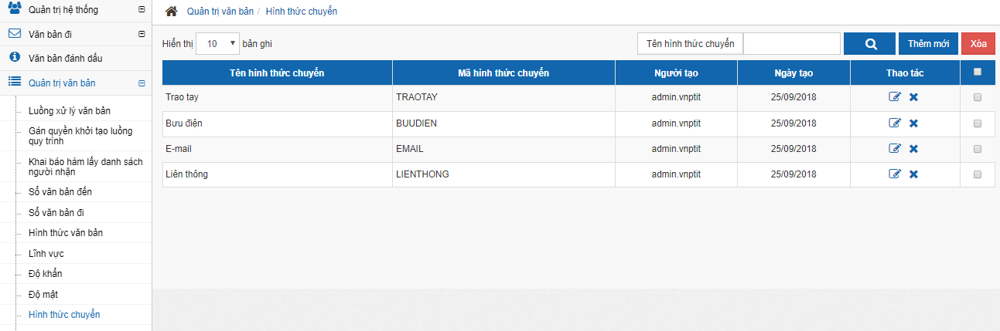 Quản trị hệ thống
Văn bản đi
Văn bản đánh dấu
Quản trị văn bản
Luồng xử lý văn bản
Gán quyền khởi tạo luồng
quy trình
Khai báo hàm lấy danh sách
người nhận
Sổ văn bản đến
Sổ văn bản đi
Hình thức văn bản
Lĩnh vực
Độ khẩn
Độ mật
Hình thức chuyển
Quản trị văn bản / Hình thức chuyển
Hiển thị 10 bản ghi
Tên hình thức chuyển Thêm mới Xóa
Tên hình thức chuyển Mã hình thức chuyển Người tạo Ngày tạo Thao tác
Trao tay TRAOTAY admin.vnptit 25/09/2018
Bưu điện BUUDIEN admin.vnptit 25/09/2018
E-mail EMAIL admin.vnptit 25/09/2018
Liên thông LIENTHONG admin.vnptit 25/09/2018